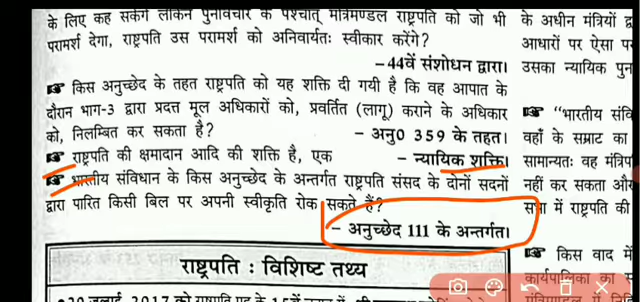 के लिए कह सकेंगे लेकिन पुनर्विचार के पश्चात् मंत्रिमण्डल राष्ट्रपति को जो भी
परामर्श देगा, राष्ट्रपति उस परामर्श को अनिवार्यतः स्वीकार करेंगे?
–44वें संशोधन द्वारा।
किस अनुच्छेद के तहत राष्ट्रपति को यह शक्ति दी गयी है कि वह आपात के
दौरान भाग-3 द्वारा प्रदत्त मूल अधिकारों को, प्रवर्तित (लागू) कराने के अधिकार
को, निलम्बित कर सकता है?
– अनु0 359 के तहत।
राष्ट्रपति की क्षमादान आदि की शक्ति है, एक – न्यायिक शक्ति।
भारतीय संविधान के किस अनुच्छेद के अन्तर्गत राष्ट्रपति संसद के दोनों सदनों
द्वारा पारित किसी बिल पर अपनी स्वीकृति रोक सकते हैं?
– अनुच्छेद 111 के अन्तर्गत।
राष्ट्रपति : विशिष्ट तथ्य
के अधीन मंत्रियों
आधारों पर ऐसा
उसका न्यायिक
"भारतीय
वहाँ के सम्राट का
सामान्यतः वह
नहीं कर सकता और
में राष्ट्रपति की
किस वाद में
कार्यपालिका का